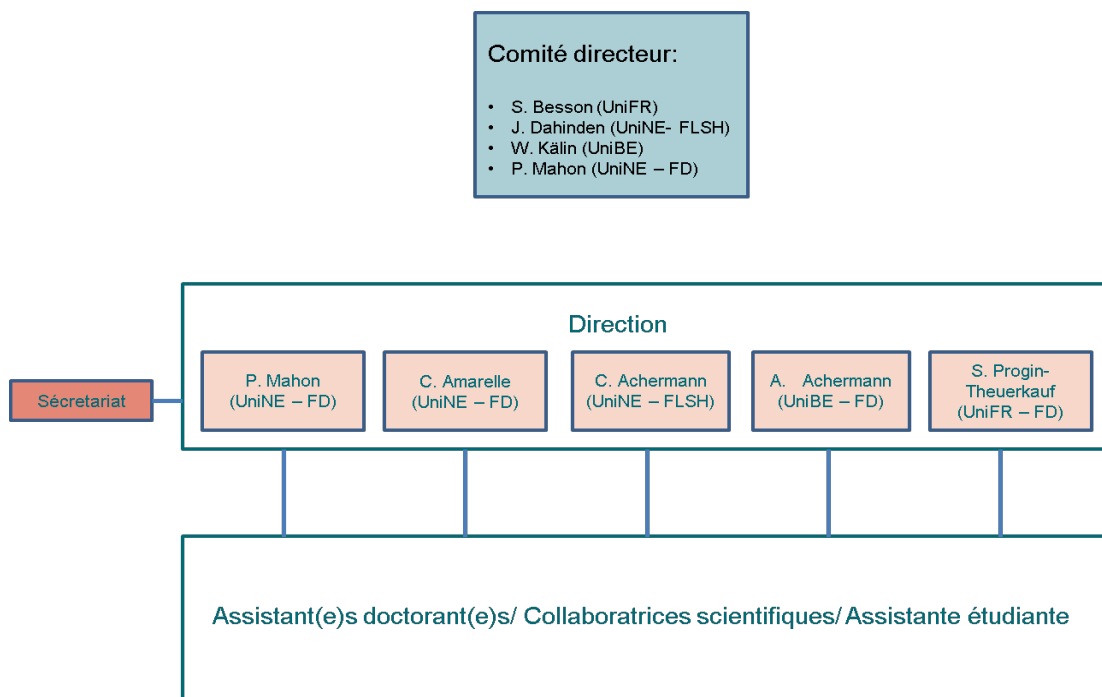 Comité directeur:
• S. Besson (UniFR)
• J. Dahinden (UniNE- FLSH)
• W. Kälin (UniBE)
• P. Mahon (UniNE – FD)
Direction
Sécretariat
P. Mahon
(UniNE – FD)
C. Amarelle
(UniNE – FD)
C. Achermann
(UniNE – FLSH)
A. Achermann
(UniBE – FD)
S. Progin-
Theuerkauf
(UniFR – FD)
Assistant(e)s doctorant(e)s/ Collaboratrices scientifiques/ Assistante étudiante